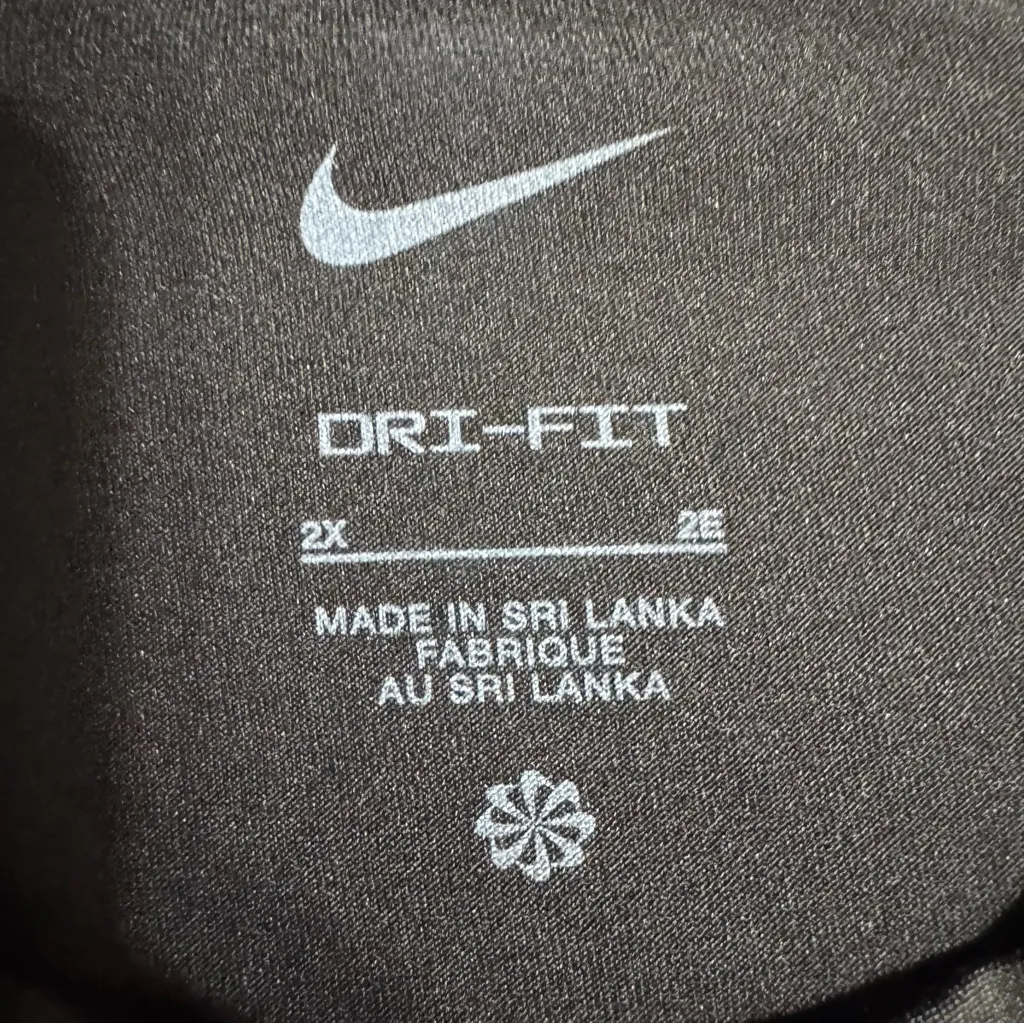 DRI-FIT
2X 2E
MADE IN SRI LANKA
FABRIQUE
AU SRI LANKA